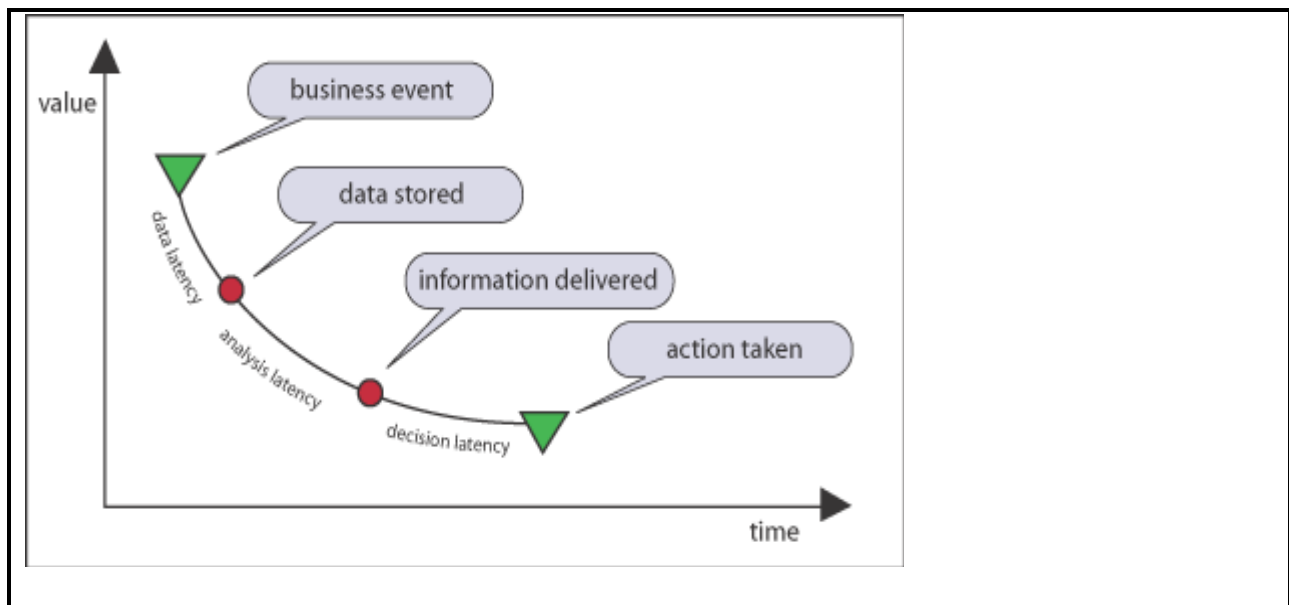 value
business event
data stored
information delivered
action taken
data latency
analysis latency
decision latency
time